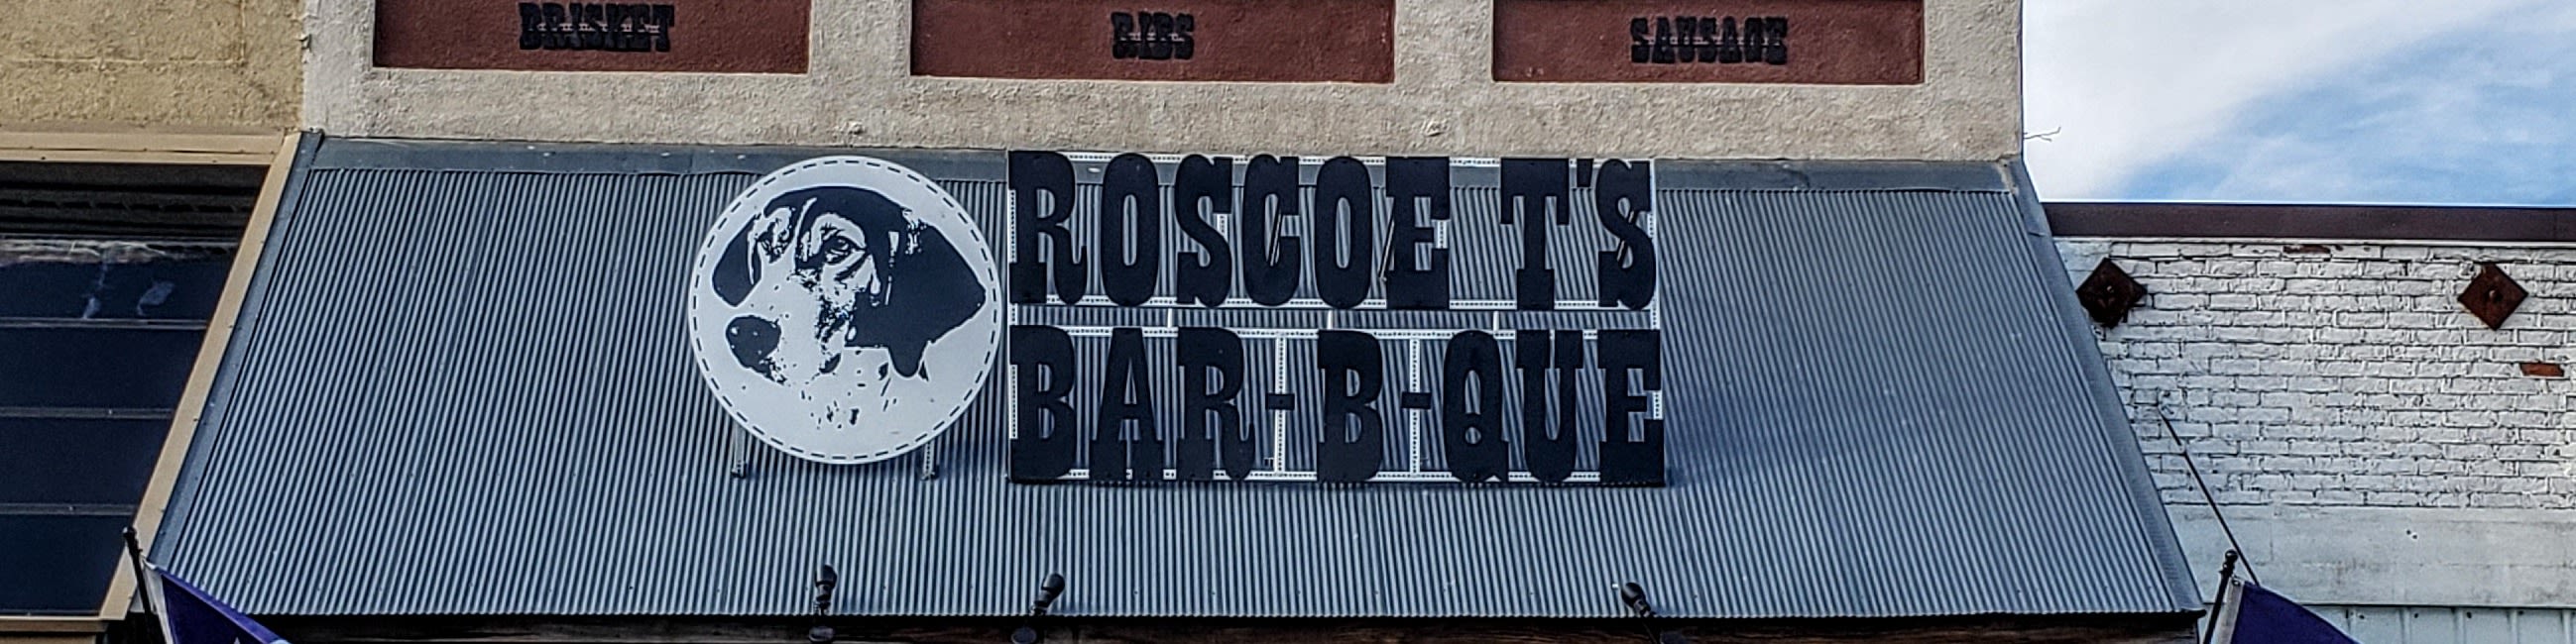 BRISKET
RIBS
SAUSAGE
ROSCOE T'S
BAR-B-QUE